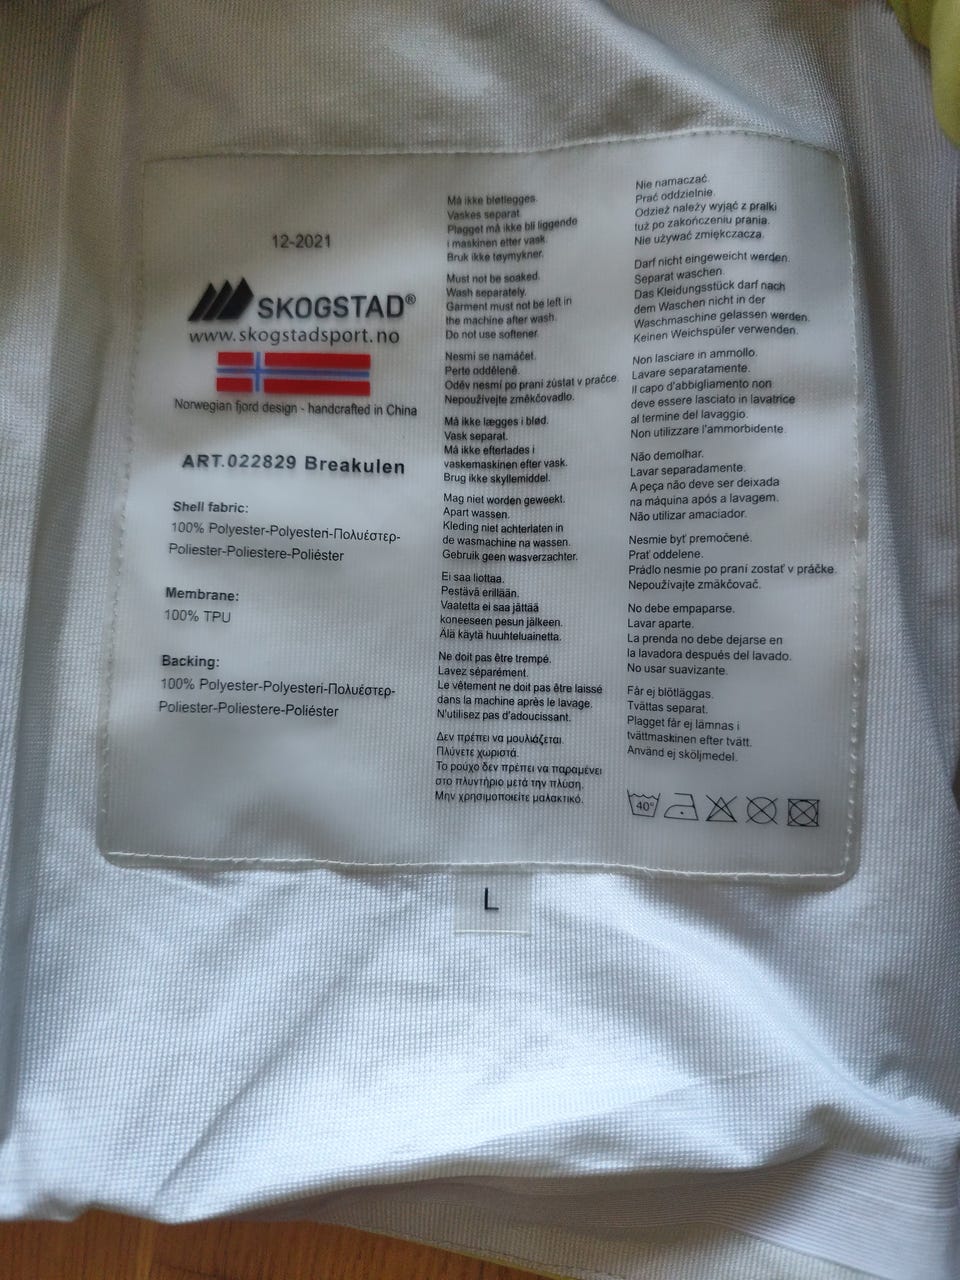 12-2021
SKOGSTAD®
www.skogstadsport.no
Norwegian fjord design - handcrafted in China
ART.022829 Breakulen
Shell fabric:
100% Polyester-Polyesteri-Πολυέστερ-
Poliester-Poliestere-Poliéster
Membrane:
100% TPU
Backing:
100% Polyester-Polyesteri-Πολυέστερ-
Poliester-Poliestere-Poliéster
Må ikke bløtlegges.
Vaskes separat.
Plagget må ikke bli liggende
i maskinen etter vask.
Bruk ikke tøymykner.
Must not be soaked.
Wash separately.
Garment must not be left in
the machine after wash.
Do not use softener.
Nesmí se namáčet.
Perte odděleně.
Oděv nesmí po praní zůstat v pračce.
Nepoužívejte změkčovadlo.
Må ikke lægges i blød.
Vask separat.
Må ikke efterlades i
vaskemaskinen efter vask.
Brug ikke skyllemiddel.
Mag niet worden geweekt.
Apart wassen.
Kleding niet achterlaten in
de wasmachine na wassen.
Gebruik geen wasverzachter.
Ei saa liottaa.
Pestävä erillään.
Vaatetta ei saa jättää
koneeseen pesun jälkeen.
Älä käytä huuhteluainetta.
Ne doit pas être trempé.
Lavez séparément.
Le vêtement ne doit pas être laissé
dans la machine après le lavage.
N'utilisez pas d'adoucissant.
Δεν πρέπει να μουλιάζεται.
Πλύνετε χωριστά.
Το ρούχο δεν πρέπει να παραμένει
στο πλυντήριο μετά την πλύση.
Μην χρησιμοποιείτε μαλακτικό.
Nie namaczać.
Prać oddzielnie.
Odzież należy wyjąć z pralki
tuż po zakończeniu prania.
Nie używać zmiękczacza.
Darf nicht eingeweicht werden.
Separat waschen.
Das Kleidungsstück darf nach
dem Waschen nicht in der
Waschmaschine gelassen werden.
Keinen Weichspüler verwenden.
Non lasciare in ammollo.
Lavare separatamente.
Il capo d'abbigliamento non
deve essere lasciato in lavatrice
al termine del lavaggio.
Non utilizzare l'ammorbidente.
Não demolhar.
Lavar separadamente.
A peça não deve ser deixada
na máquina após a lavagem.
Não utilizar amaciador.
Nesmie byť premočené.
Prať oddelene.
Prádlo nesmie po praní zostať v práčke.
Nepoužívajte zmäkčovač.
No debe empaparse.
Lavar aparte.
La prenda no debe dejarse en
la lavadora después del lavado.
No usar suavizante.
Får ej blötläggas.
Tvättas separat.
Plagget får ej lämnas i
tvättmaskinen efter tvätt.
Använd ej sköljmedel.
40°
L